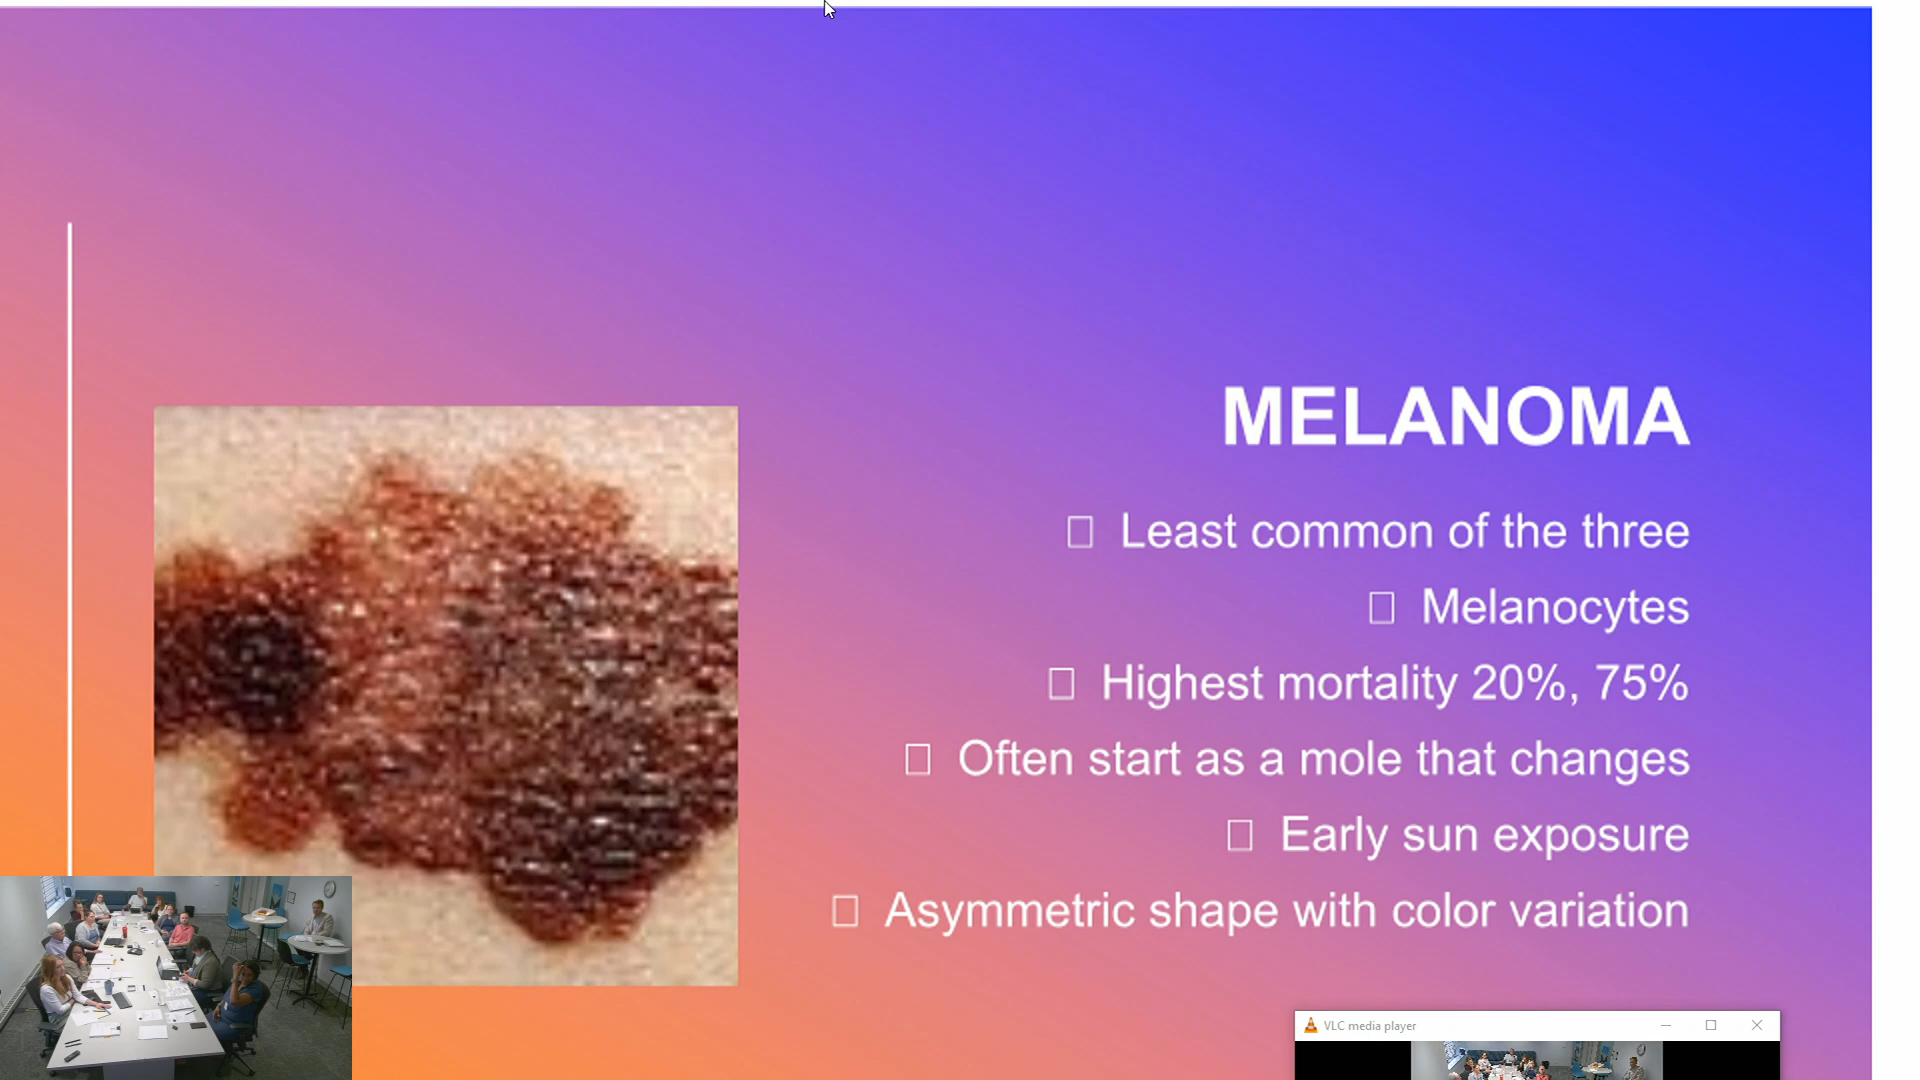 MELANOMA
Least common of the three
Melanocytes
Highest mortality 20%, 75%
Often start as a mole that changes
Early sun exposure
Asymmetric shape with color variation
VLC media player